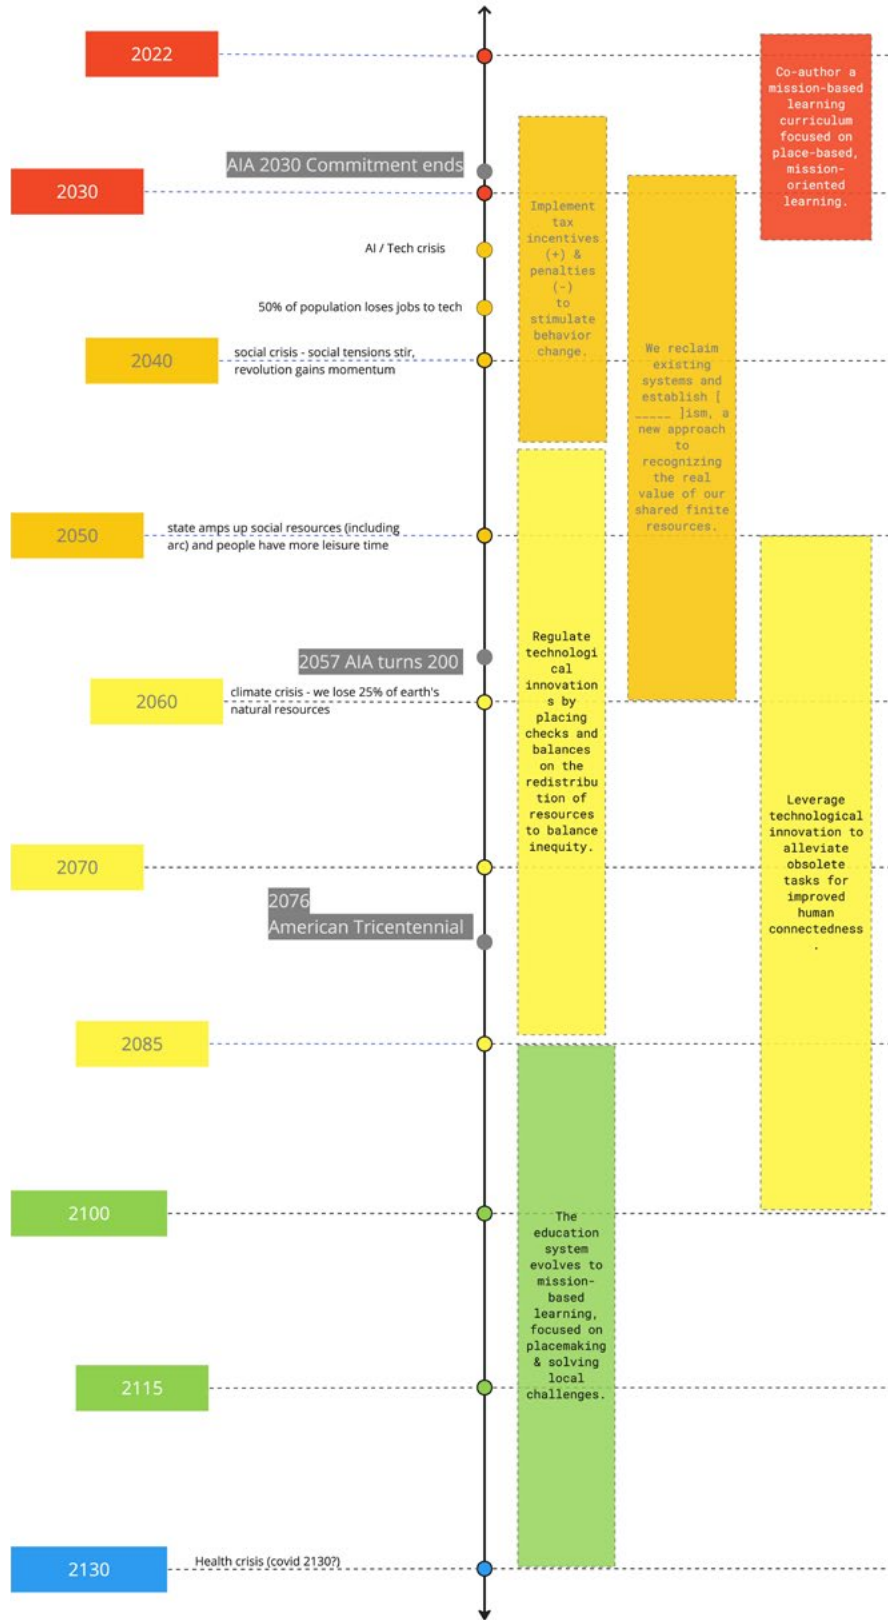 2022
Co-author a
mission-based
learning
curriculum
focused on
place-based,
mission-
oriented
learning.
AIA 2030 Commitment ends
2030
Implement
tax
incentives
(+) &
penalties
(-)
to
stimulate
behavior
change.
AI / Tech crisis
50% of population loses jobs to tech
2040
social crisis - social tensions stir,
revolution gains momentum
We reclaim
existing
systems and
establish [
_____ ]ism, a
new approach
to
recognizing
the real
value of our
shared finite
resources.
2050
state amps up social resources (including
arc) and people have more leisure time
2057 AIA turns 200
Regulate
technologi
cal
innovation
s by
placing
checks and
balances
on the
redistribu
tion of
resources
to balance
inequity.
2060
climate crisis - we lose 25% of earth's
natural resources
Leverage
technological
innovation to
alleviate
obsolete
tasks for
improved
human
connectedness
.
2070
2076
American Tricentennial
2085
2100
The
education
system
evolves to
mission-
based
learning,
focused on
placemaking
& solving
local
challenges.
2115
2130
Health crisis (covid 2130?)